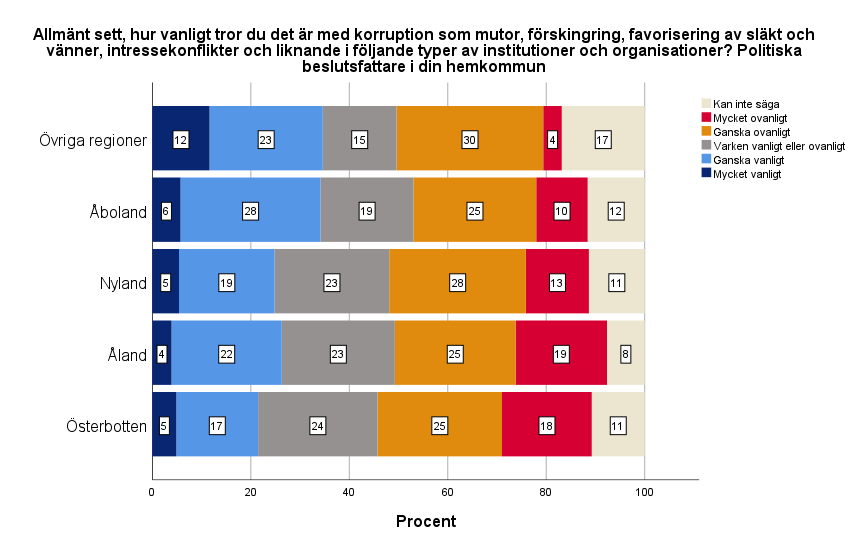 Allmänt sett, hur vanligt tror du det är med korruption som mutor, förskingring, favorisering av släkt och
vänner, intressekonflikter och liknande i följande typer av institutioner och organisationer? Politiska
beslutsfattare i din hemkommun
Kan inte säga
Mycket ovanligt
Ganska ovanligt
Varken vanligt eller ovanligt
Ganska vanligt
Mycket vanligt
Övriga regioner 12 23 15 30 4 17
Åboland 6 28 19 25 10 12
Nyland 5 19 23 28 13 11
Åland 4 22 23 25 19 8
Österbotten 5 17 24 25 18 11
0 20 40 60 80 100
Procent